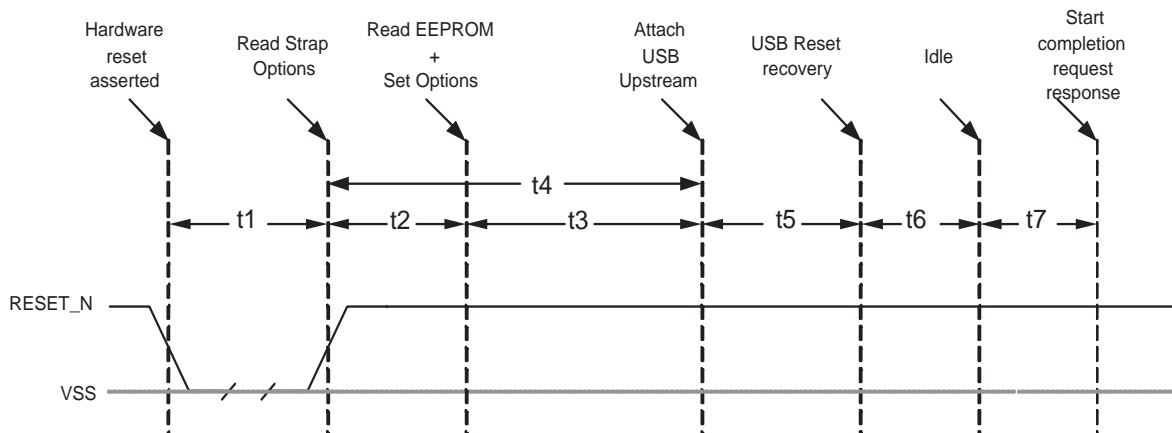 Hardware
reset
asserted
Read Strap
Options
Read EEPROM
+
Set Options
Attach
USB
Upstream
USB Reset
recovery
Idle
Start
completion
request
response
t4
t1
t2
t3
t5
t6
t7
RESET_N
VSS